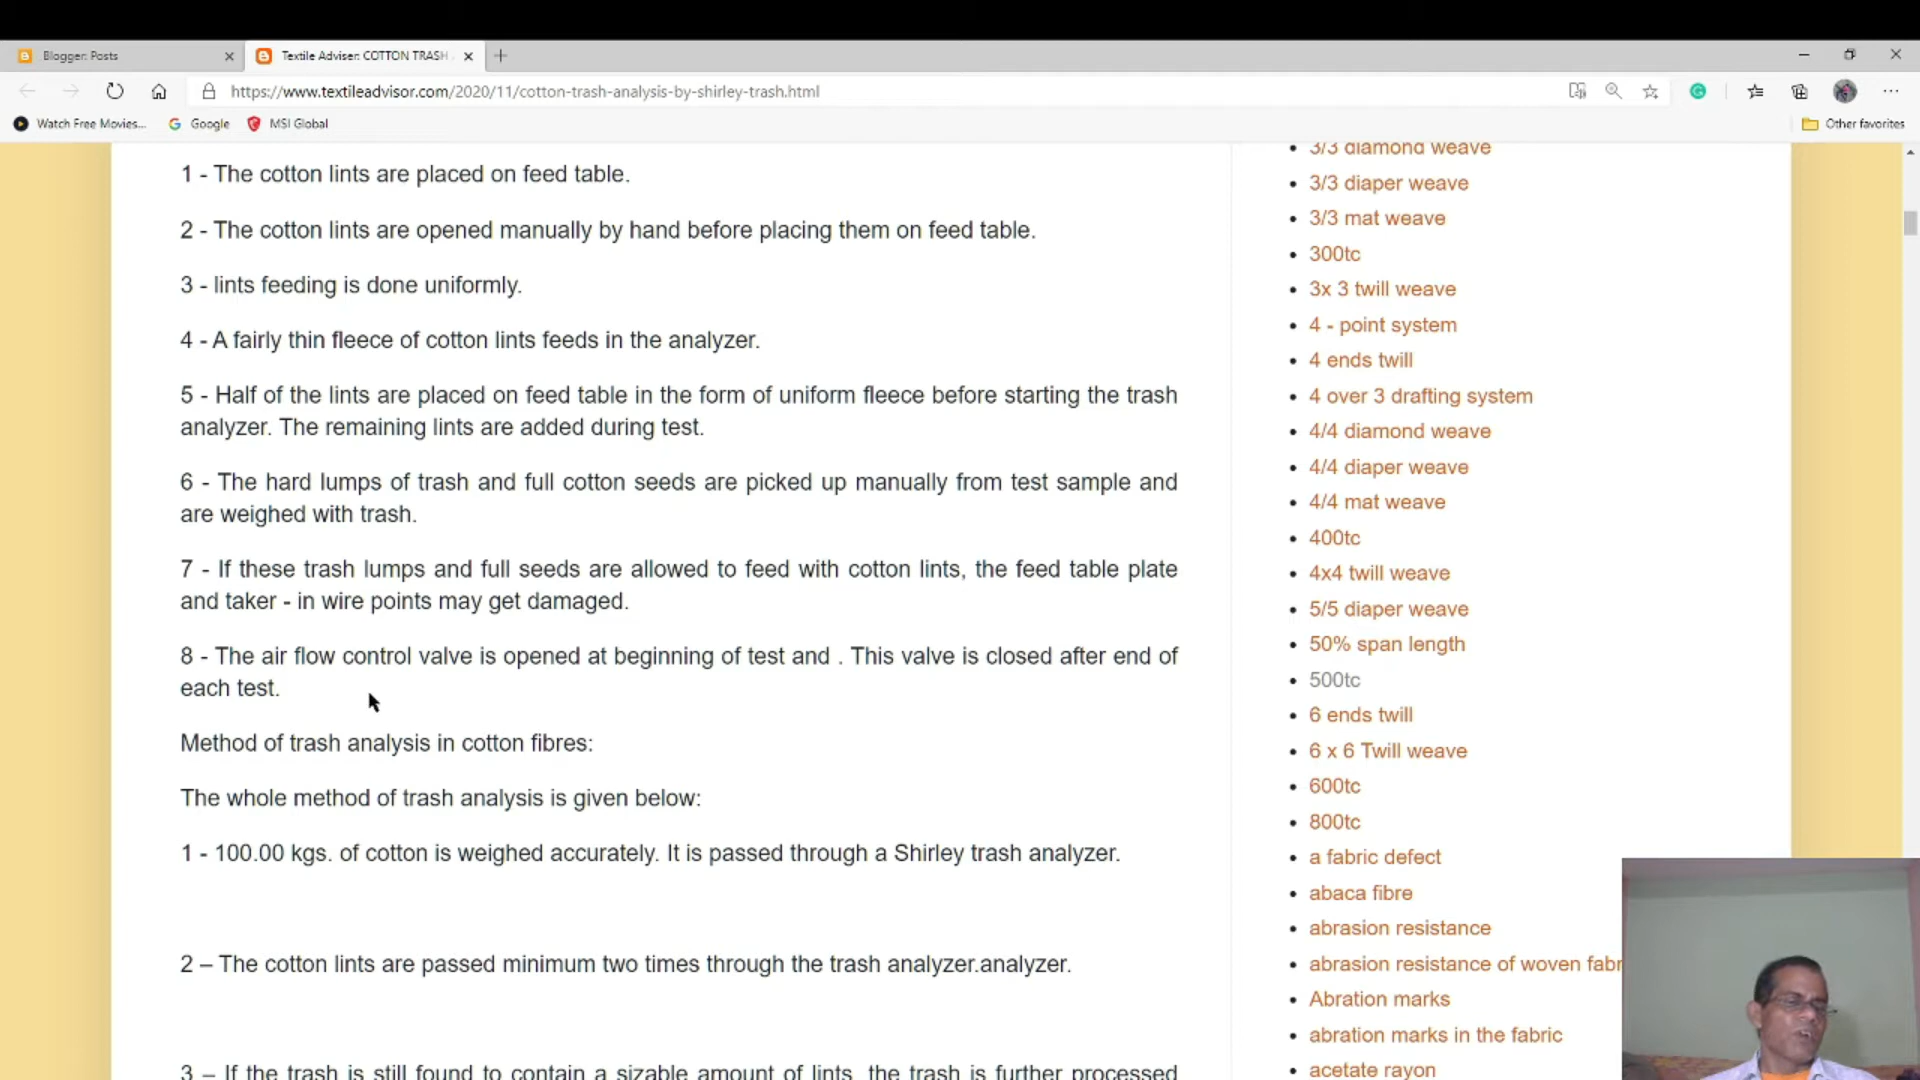 Blogger: Posts
Textile Adviser: COTTON TRASH
https://www.textileadvisor.com/2020/11/cotton-trash-analysis-by-shirley-trash.html
Watch Free Movies...
Google
MSI Global
Other favorites
1 - The cotton lints are placed on feed table.
2 - The cotton lints are opened manually by hand before placing them on feed table.
3 - lints feeding is done uniformly.
4 - A fairly thin fleece of cotton lints feeds in the analyzer.
5 - Half of the lints are placed on feed table in the form of uniform fleece before starting the trash
analyzer. The remaining lints are added during test.
6 - The hard lumps of trash and full cotton seeds are picked up manually from test sample and
are weighed with trash.
7 - If these trash lumps and full seeds are allowed to feed with cotton lints, the feed table plate
and taker - in wire points may get damaged.
8 - The air flow control valve is opened at beginning of test and . This valve is closed after end of
each test.
Method of trash analysis in cotton fibres:
The whole method of trash analysis is given below:
1 - 100.00 kgs. of cotton is weighed accurately. It is passed through a Shirley trash analyzer.
2 – The cotton lints are passed minimum two times through the trash analyzer.analyzer.
3 – If the trash is still found to contain a sizable amount of lints, the trash is further processed
3/3 diamond weave
3/3 diaper weave
3/3 mat weave
300tc
3x 3 twill weave
4 - point system
4 ends twill
4 over 3 drafting system
4/4 diamond weave
4/4 diaper weave
4/4 mat weave
400tc
4x4 twill weave
5/5 diaper weave
50% span length
500tc
6 ends twill
6 x 6 Twill weave
600tc
800tc
a fabric defect
abaca fibre
abrasion resistance
abrasion resistance of woven fabr
Abration marks
abration marks in the fabric
acetate rayon